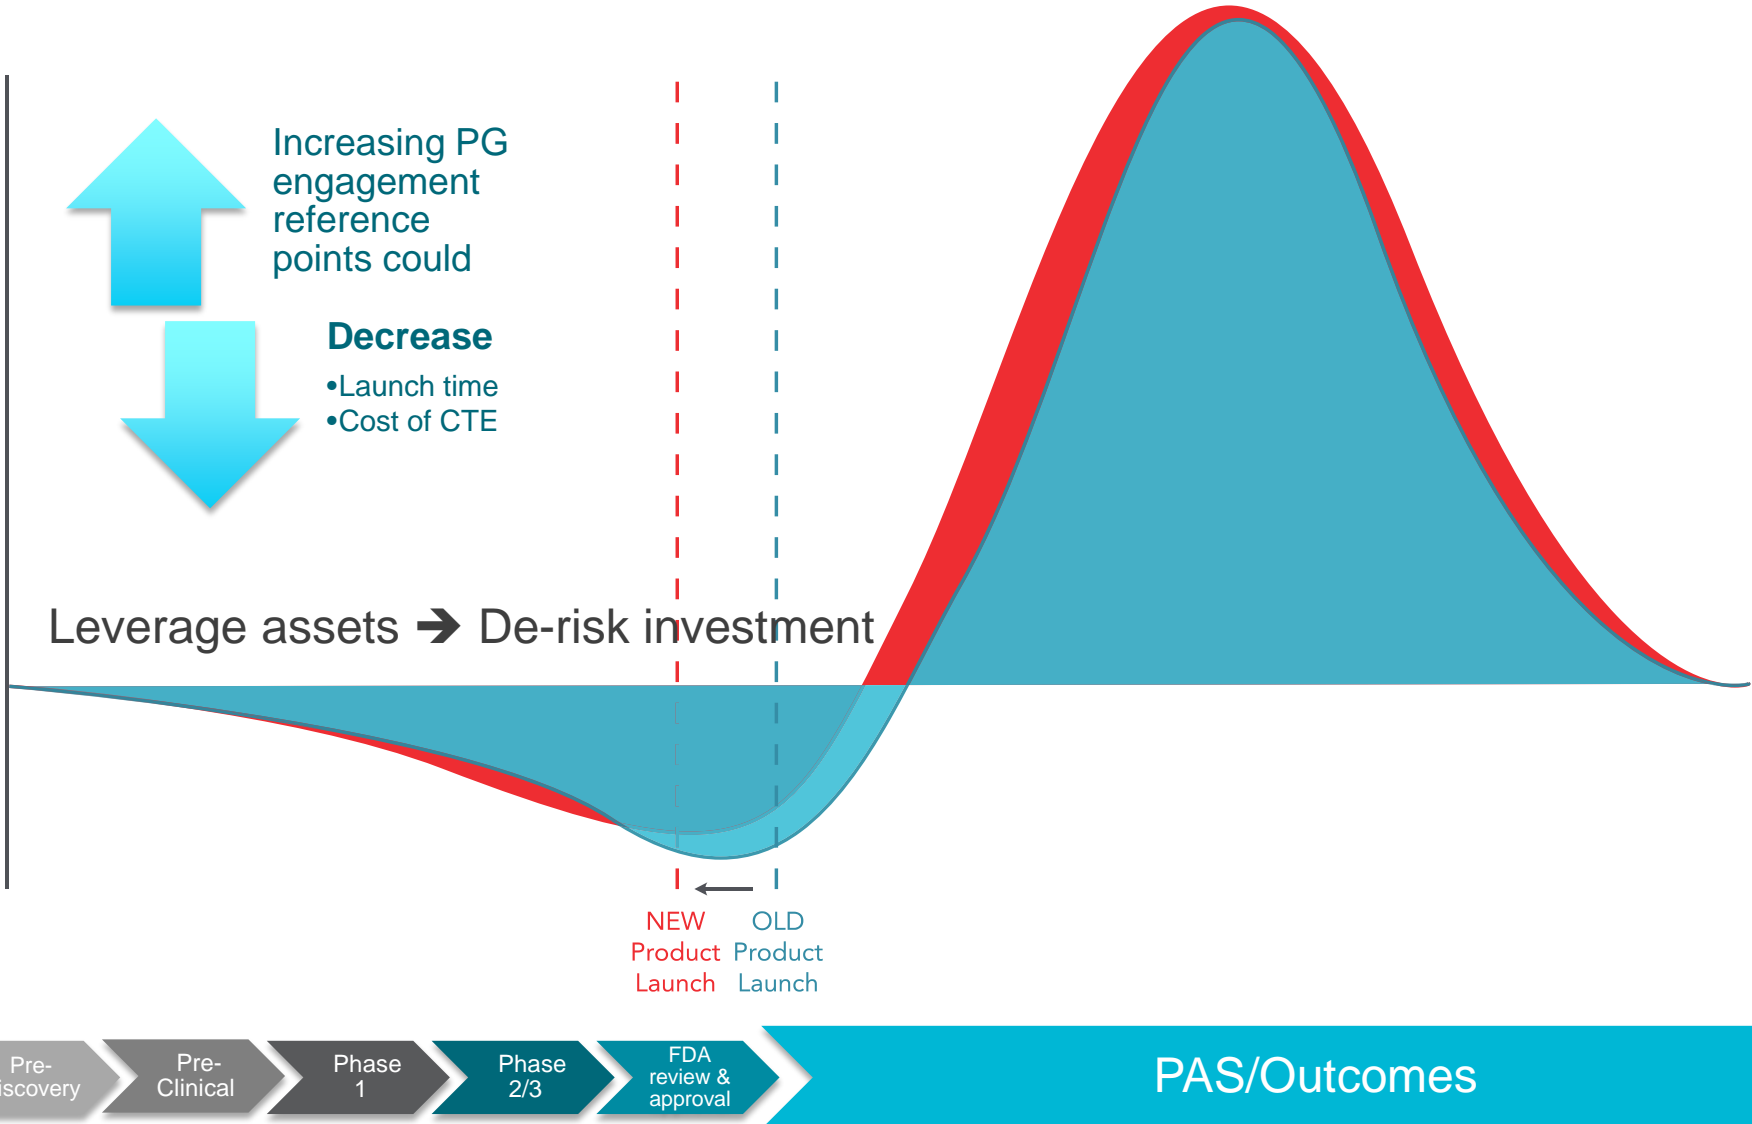 Increasing PG
engagement
reference
points could
Decrease
•Launch time
•Cost of CTE
Leverage assets ➔ De-risk investment
NEW
Product
Launch
OLD
Product
Launch
Pre-
iscovery
Pre-
Clinical
Phase
1
Phase
2/3
FDA
review &
approval
PAS/Outcomes